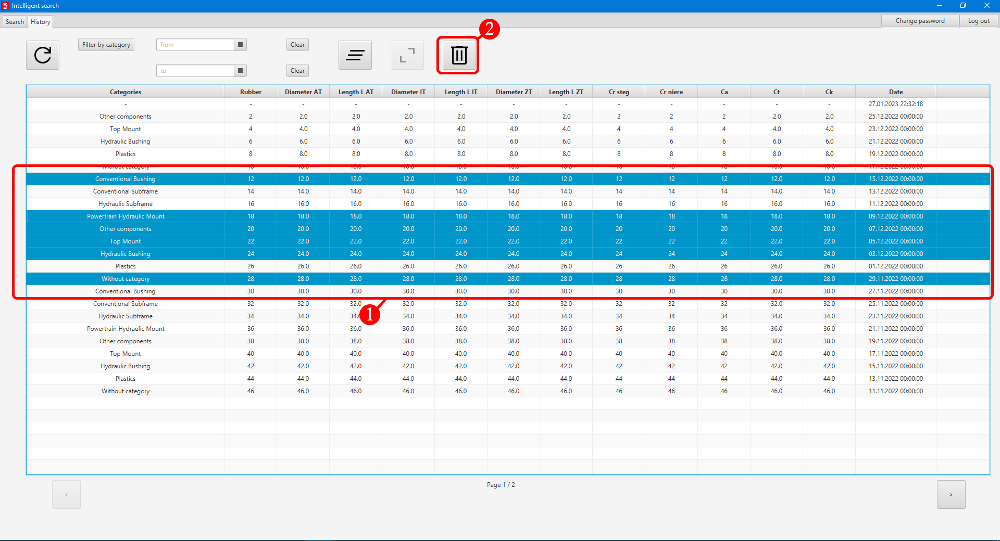 Intelligent search
Search History Change password Log out
Filter by category from Clear
to Clear
2
Categories Rubber Diameter AT Length L AT Diameter IT Length L IT Diameter ZT Length L ZT Cr steg Cr niere Ca Ct Ck Date
- - - - - - - - - - - - - 27.01.2023 22:32:18
Other components 2 2.0 2.0 2.0 2.0 2.0 2.0 2 2 2 2.0 2.0 25.12.2022 00:00:00
Top Mount 4 4.0 4.0 4.0 4.0 4.0 4.0 4 4 4 4.0 4.0 23.12.2022 00:00:00
Hydraulic Bushing 6 6.0 6.0 6.0 6.0 6.0 6.0 6 6 6 6.0 6.0 21.12.2022 00:00:00
Plastics 8 8.0 8.0 8.0 8.0 8.0 8.0 8 8 8 8.0 8.0 19.12.2022 00:00:00
Without category 10 10.0 10.0 10.0 10.0 10.0 10.0 10 10 10 10.0 10.0 17.12.2022 00:00:00
Conventional Bushing 12 12.0 12.0 12.0 12.0 12.0 12.0 12 12 12 12.0 12.0 15.12.2022 00:00:00
Conventional Subframe 14 14.0 14.0 14.0 14.0 14.0 14.0 14 14 14 14.0 14.0 13.12.2022 00:00:00
Hydraulic Subframe 16 16.0 16.0 16.0 16.0 16.0 16.0 16 16 16 16.0 16.0 11.12.2022 00:00:00
Powertrain Hydraulic Mount 18 18.0 18.0 18.0 18.0 18.0 18.0 18 18 18 18.0 18.0 09.12.2022 00:00:00
Other components 20 20.0 20.0 20.0 20.0 20.0 20.0 20 20 20 20.0 20.0 07.12.2022 00:00:00
Top Mount 22 22.0 22.0 22.0 22.0 22.0 22.0 22 22 22 22.0 22.0 05.12.2022 00:00:00
Hydraulic Bushing 24 24.0 24.0 24.0 24.0 24.0 24.0 24 24 24 24.0 24.0 03.12.2022 00:00:00
Plastics 26 26.0 26.0 26.0 26.0 26.0 26.0 26 26 26 26.0 26.0 01.12.2022 00:00:00
Without category 28 28.0 28.0 28.0 28.0 28.0 28.0 28 28 28 28.0 28.0 29.11.2022 00:00:00
Conventional Bushing 30 30.0 30.0 30.0 30.0 30.0 30.0 30 30 30 30.0 30.0 27.11.2022 00:00:00
Conventional Subframe 32 32.0 32.0 32.0 32.0 32.0 32.0 32 32 32 32.0 32.0 25.11.2022 00:00:00
1
Hydraulic Subframe 34 34.0 34.0 34.0 34.0 34.0 34.0 34 34 34 34.0 34.0 23.11.2022 00:00:00
Powertrain Hydraulic Mount 36 36.0 36.0 36.0 36.0 36.0 36.0 36 36 36 36.0 36.0 21.11.2022 00:00:00
Other components 38 38.0 38.0 38.0 38.0 38.0 38.0 38 38 38 38.0 38.0 19.11.2022 00:00:00
Top Mount 40 40.0 40.0 40.0 40.0 40.0 40.0 40 40 40 40.0 40.0 17.11.2022 00:00:00
Hydraulic Bushing 42 42.0 42.0 42.0 42.0 42.0 42.0 42 42 42 42.0 42.0 15.11.2022 00:00:00
Plastics 44 44.0 44.0 44.0 44.0 44.0 44.0 44 44 44 44.0 44.0 13.11.2022 00:00:00
Without category 46 46.0 46.0 46.0 46.0 46.0 46.0 46 46 46 46.0 46.0 11.11.2022 00:00:00
Page 1 / 2
< >